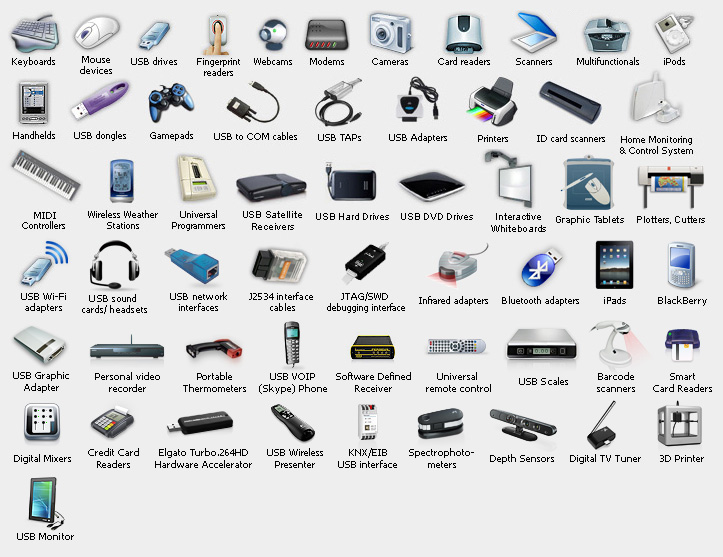 Keyboards
Mouse
devices
USB drives
Fingerprint
readers
Webcams
Modems
Cameras
Card readers
Scanners
Multifunctionals
iPods
Handhelds
USB dongles
Gamepads
USB to COM cables
USB TAPs
USB Adapters
Printers
ID card scanners
Home Monitoring
& Control System
MIDI
Controllers
Wireless Weather
Stations
Universal
Programmers
USB Satellite
Receivers
USB Hard Drives
USB DVD Drives
Interactive
Whiteboards
Graphic Tablets
Plotters, Cutters
USB Wi-Fi
adapters
USB sound
cards/ headsets
USB network
interfaces
J2534 interface
cables
JTAG/SWD
debugging interface
Infrared adapters
Bluetooth adapters
iPads
BlackBerry
USB Graphic
Adapter
Personal video
recorder
Portable
Thermometers
USB VOIP
(Skype) Phone
Software Defined
Receiver
Universal
remote control
USB Scales
Barcode
scanners
Smart
Card Readers
Digital Mixers
Credit Card
Readers
Elgato Turbo.264HD
Hardware Accelerator
USB Wireless
Presenter
KNX/EIB
USB interface
Spectrophoto-
meters
Depth Sensors
Digital TV Tuner
3D Printer
USB Monitor